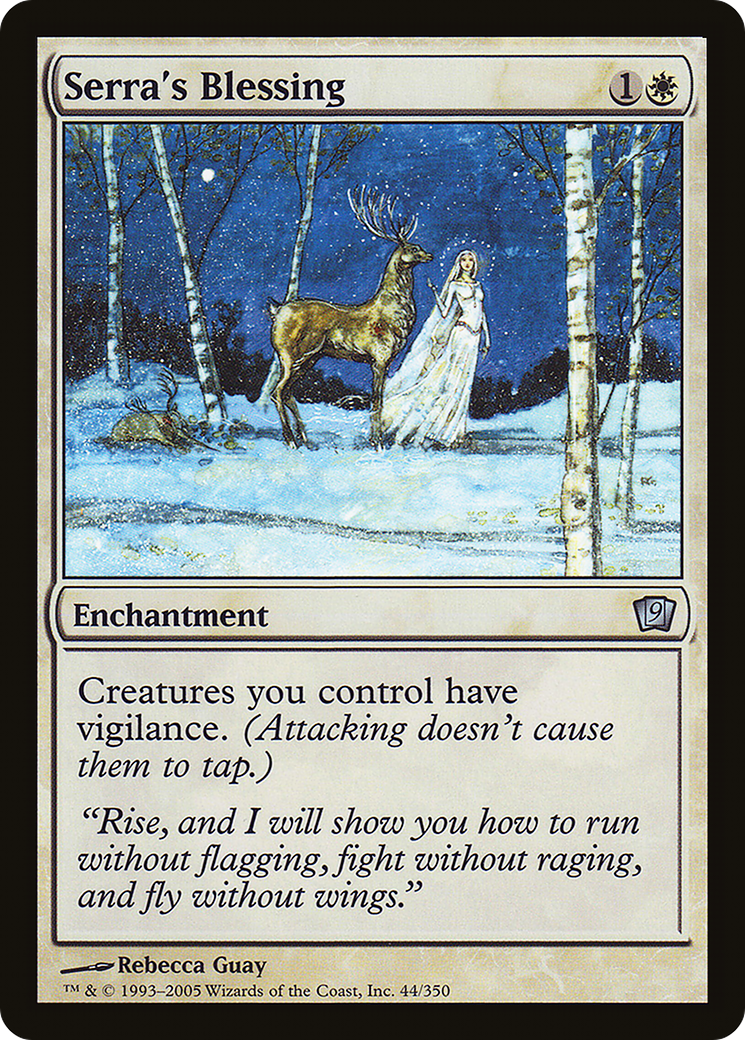 Serra's Blessing 1
Enchantment 9
Creatures you control have
vigilance. (Attacking doesn't cause
them to tap.)
“Rise, and I will show you how to run
without flagging, fight without raging,
and fly without wings.”
Rebecca Guay
™ & © 1993–2005 Wizards of the Coast, Inc. 44/350